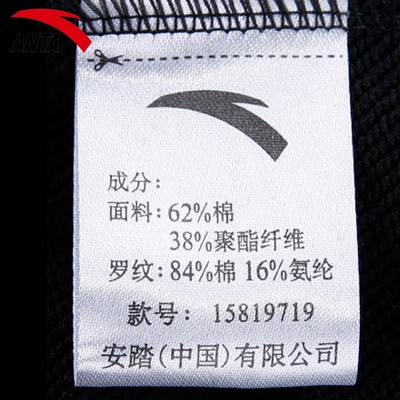 ANTA
成分:
面料:62%棉
38%聚酯纤维
罗纹:84%棉 16%氨纶
款号: 15819719
安踏(中国)有限公司